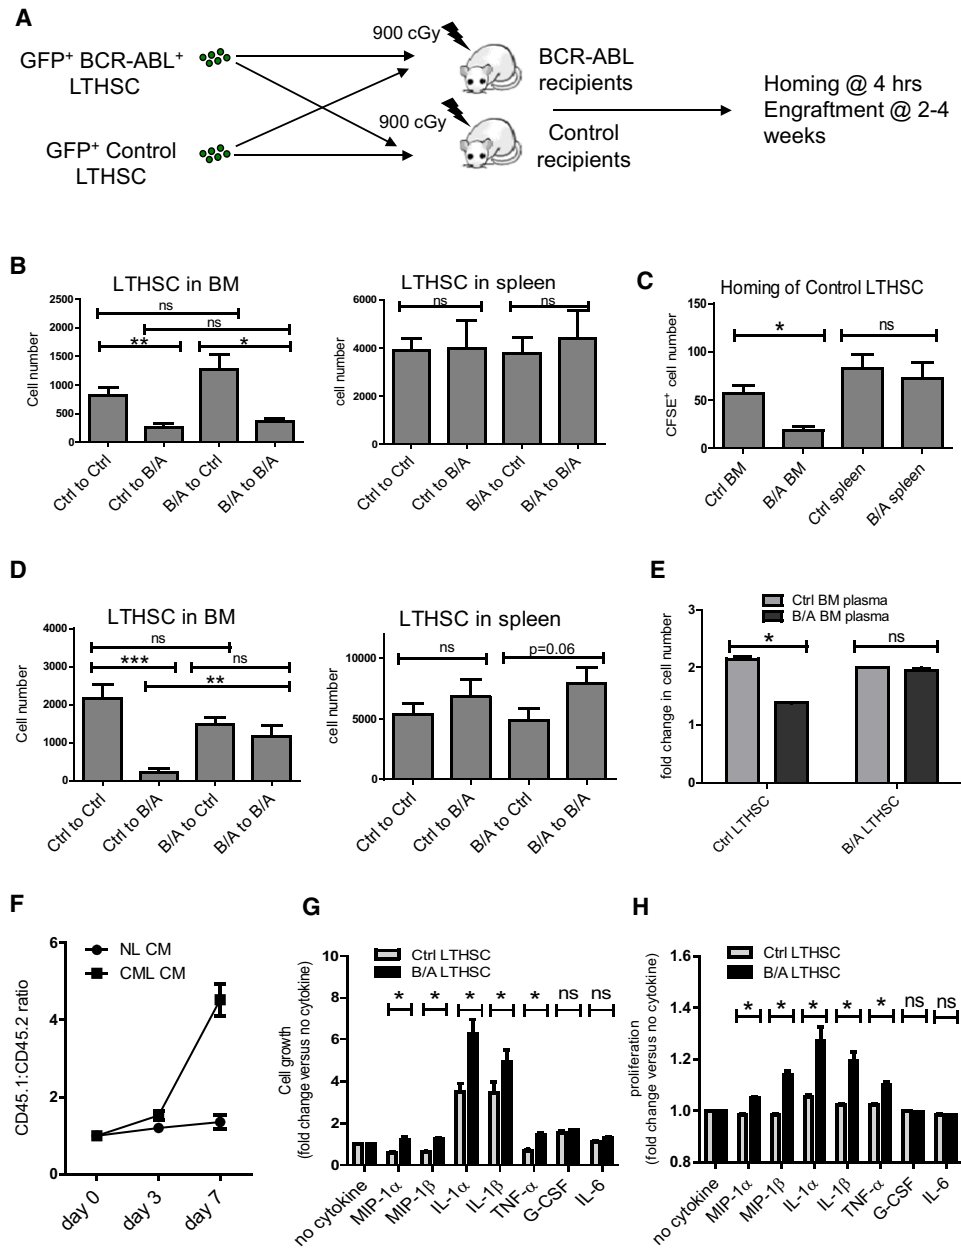 A
GFP+ BCR-ABL+
LTHSC
GFP+ Control
LTHSC
900 cGy
900 cGy
BCR-ABL
recipients
Control
recipients
Homing @ 4 hrs
Engraftment @ 2-4
weeks
B
LTHSC in BM
Cell number
2500
2000
1500
1000
500
0
ns
ns
**
*
Ctrl to Ctrl
Ctrl to B/A
B/A to Ctrl
B/A to B/A
LTHSC in spleen
cell number
6000
4000
2000
0
ns
ns
Ctrl to Ctrl
Ctrl to B/A
B/A to Ctrl
B/A to B/A
C
Homing of Control LTHSC
CFSE+ cell number
150
100
50
0
*
ns
Ctrl BM
B/A BM
Ctrl spleen
B/A spleen
D
LTHSC in BM
Cell number
4000
3000
2000
1000
0
ns
***
ns
**
Ctrl to Ctrl
Ctrl to B/A
B/A to Ctrl
B/A to B/A
LTHSC in spleen
cell number
10000
5000
0
ns
p=0.06
Ctrl to Ctrl
Ctrl to B/A
B/A to Ctrl
B/A to B/A
E
Ctrl BM plasma
B/A BM plasma
fold change in cell number
3
2
1
0
*
ns
Ctrl LTHSC
B/A LTHSC
F
NL CM
CML CM
CD45.1:CD45.2 ratio
6
4
2
0
day 0
day 3
day 7
G
Ctrl LTHSC
B/A LTHSC
Cell growth
(fold change versus no cytokine)
10
8
6
4
2
0
*
*
*
*
*
ns
ns
no cytokine
MIP-1α
MIP-1β
IL-1α
IL-1β
TNF-α
G-CSF
IL-6
H
Ctrl LTHSC
B/A LTHSC
proliferation
(fold change versus no cytokine)
1.6
1.4
1.2
1.0
0.8
*
*
*
*
*
ns
ns
no cytokine
MIP-1α
MIP-1β
IL-1α
IL-1β
TNF-α
G-CSF
IL-6